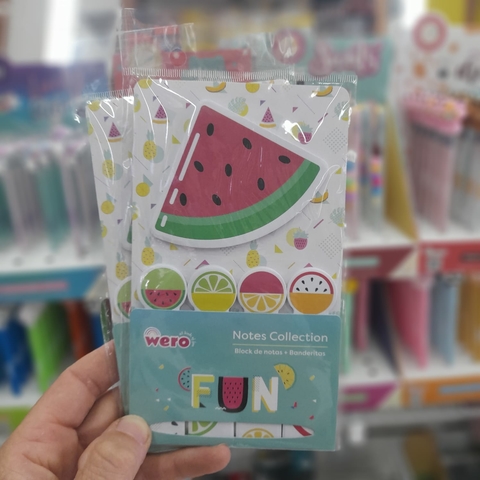 wero
Notes Collection
Block de notas + Banderitas
FUN